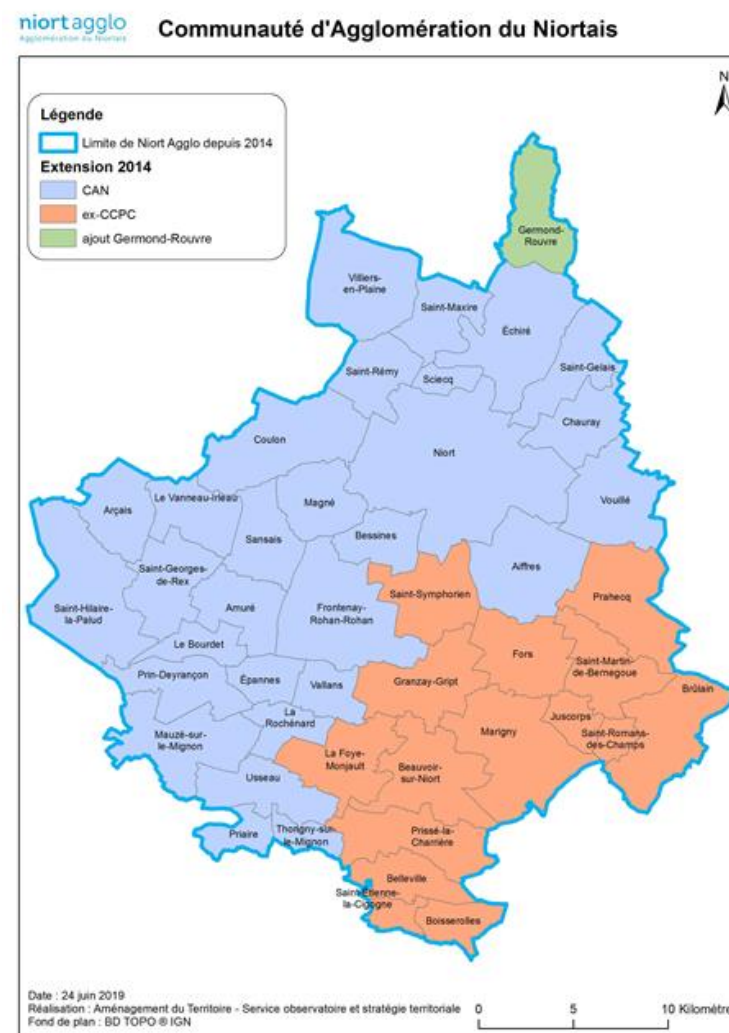 niortagglo
Agglomération du Niortais
Communauté d'Agglomération du Niortais
N
Légende
Limite de Niort Agglo depuis 2014
Extension 2014
CAN
ex-CCPC
ajout Germond-Rouvre
Germond-
Rouvre
Villiers-
en-Plaine
Saint-Maxire
Échiré
Saint-Rémy
Sciecq
Saint-Gelais
Chauray
Coulon
Niort
Vouillé
Arçais
Le Vanneau-Irleau
Magné
Sansais
Bessines
Aiffres
Saint-Georges-
de-Rex
Saint-Hilaire-
la-Palud
Amuré
Frontenay-
Rohan-Rohan
Saint-Symphorien
Prahecq
Le Bourdet
Fors
Saint-Martin-
de-Bernegoue
Prin-Deyrançon
Épannes
Vallans
Granzay-Gript
Brûlain
La
Rochénard
Mauzé-sur-
le-Mignon
Marigny
Juscorps
Saint-Romans-
des-Champs
La Foye-
Monjault
Beauvoir-
sur-Niort
Usseau
Priaire
Thorigny-sur-
le-Mignon
Prissé-la-
Charrière
Belleville
Saint-Étienne-
la-Cigogne
Boisserolles
Date : 24 juin 2019
Réalisation : Aménagement du Territoire - Service observatoire et stratégie territoriale
Fond de plan : BD TOPO ® IGN
0 5 10 Kilomètre